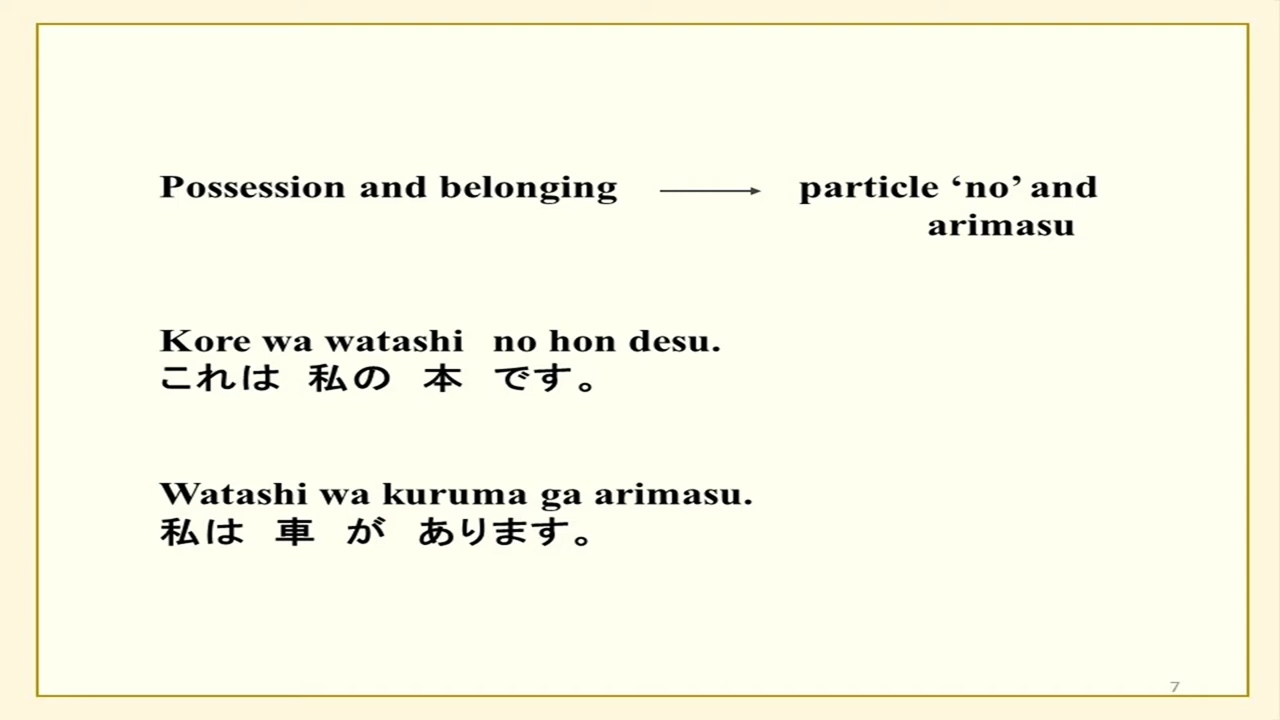 Possession and belonging → particle ‘no’ and
arimasu
Kore wa watashi no hon desu.
これは 私の 本 です。
Watashi wa kuruma ga arimasu.
私は 車 が あります。
7